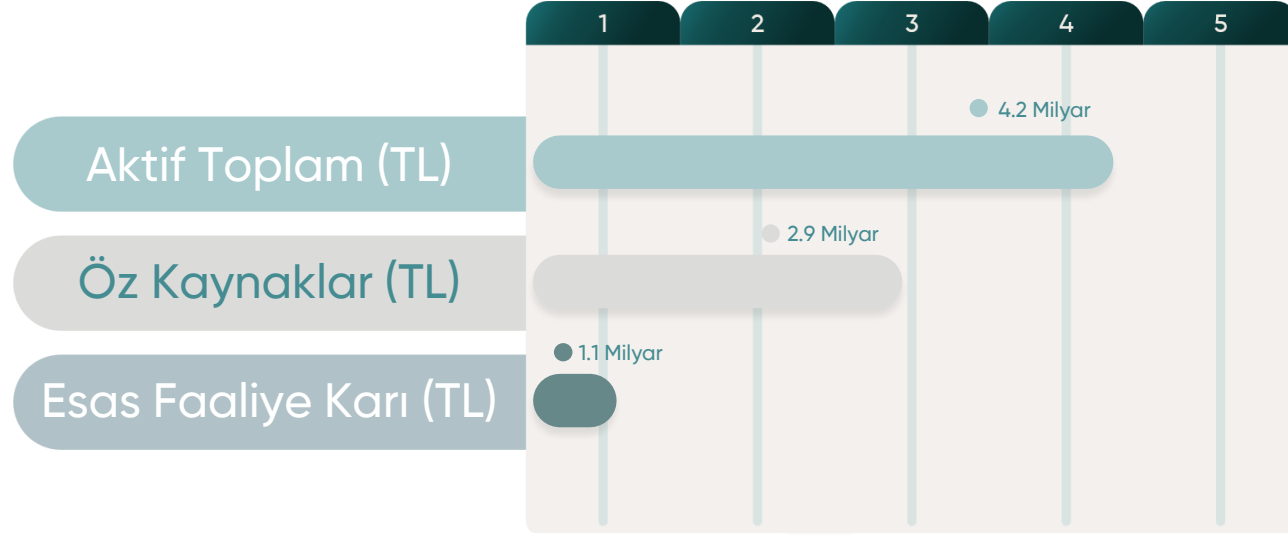 1 2 3 4 5
4.2 Milyar
Aktif Toplam (TL)
2.9 Milyar
Öz Kaynaklar (TL)
1.1 Milyar
Esas Faaliye Karı (TL)